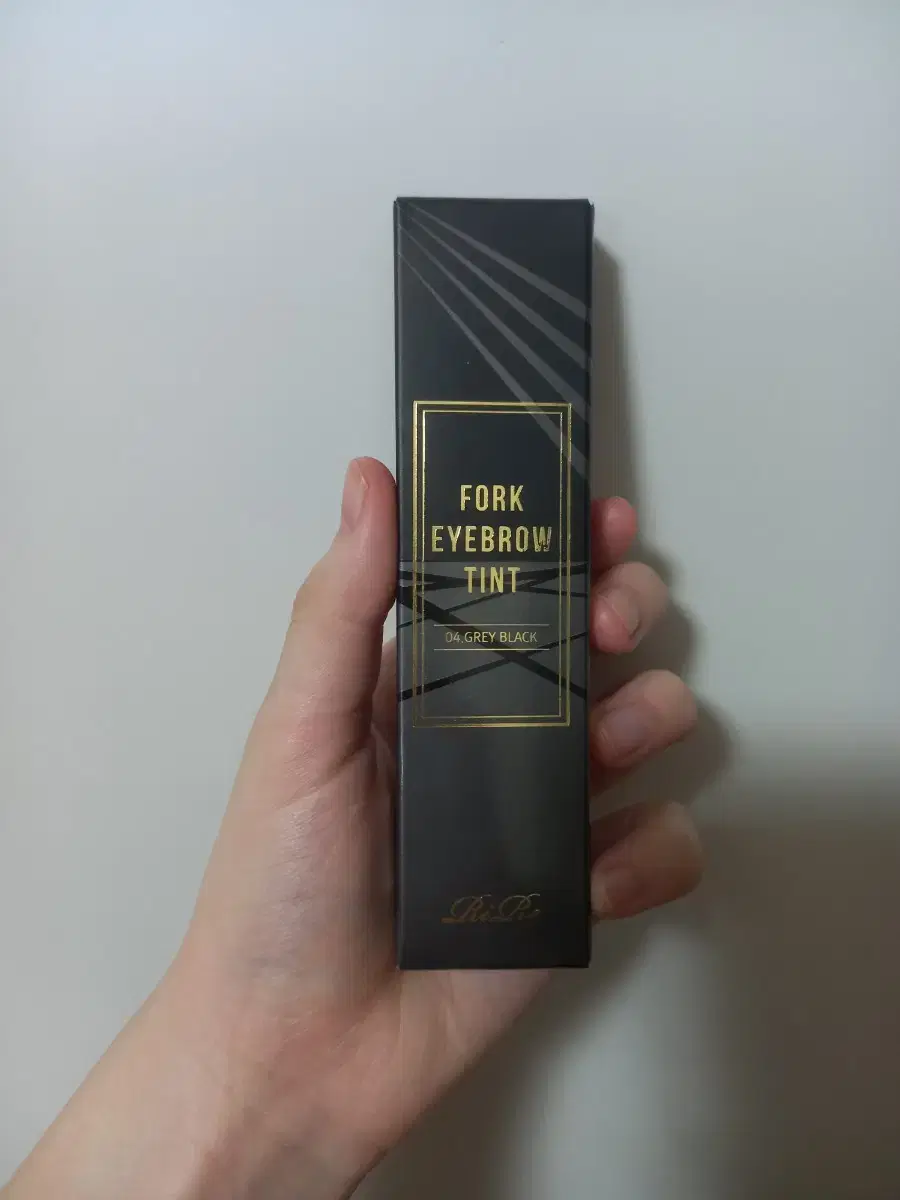 FORK
EYEBROW
TINT
04.GREY BLACK
RiRe